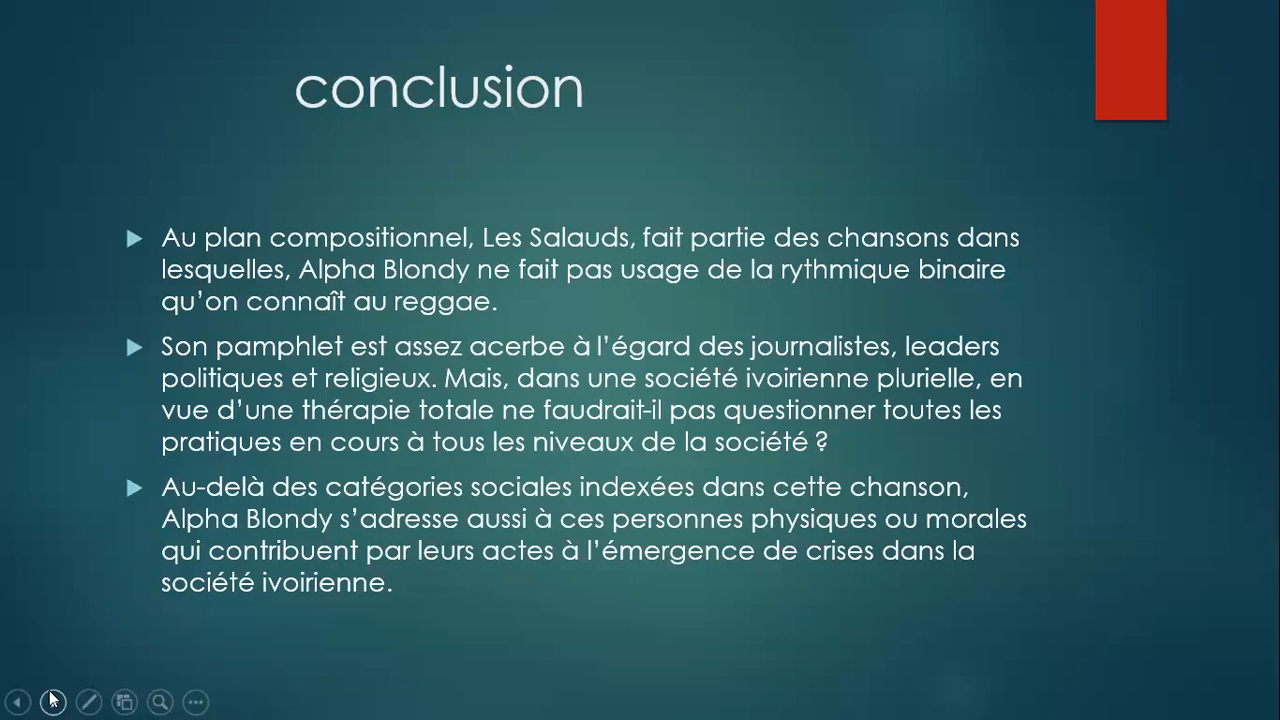 conclusion
Au plan compositionnel, Les Salauds, fait partie des chansons dans
lesquelles, Alpha Blondy ne fait pas usage de la rythmique binaire
qu’on connaît au reggae.
Son pamphlet est assez acerbe à l’égard des journalistes, leaders
politiques et religieux. Mais, dans une société ivoirienne plurielle, en
vue d’une thérapie totale ne faudrait-il pas questionner toutes les
pratiques en cours à tous les niveaux de la société ?
Au-delà des catégories sociales indexées dans cette chanson,
Alpha Blondy s’adresse aussi à ces personnes physiques ou morales
qui contribuent par leurs actes à l’émergence de crises dans la
société ivoirienne.